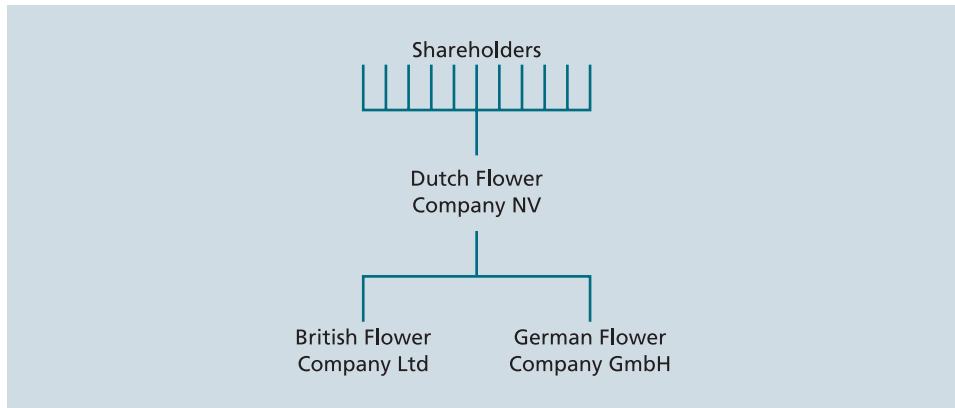 Shareholders
Dutch Flower
Company NV
British Flower
Company Ltd
German Flower
Company GmbH